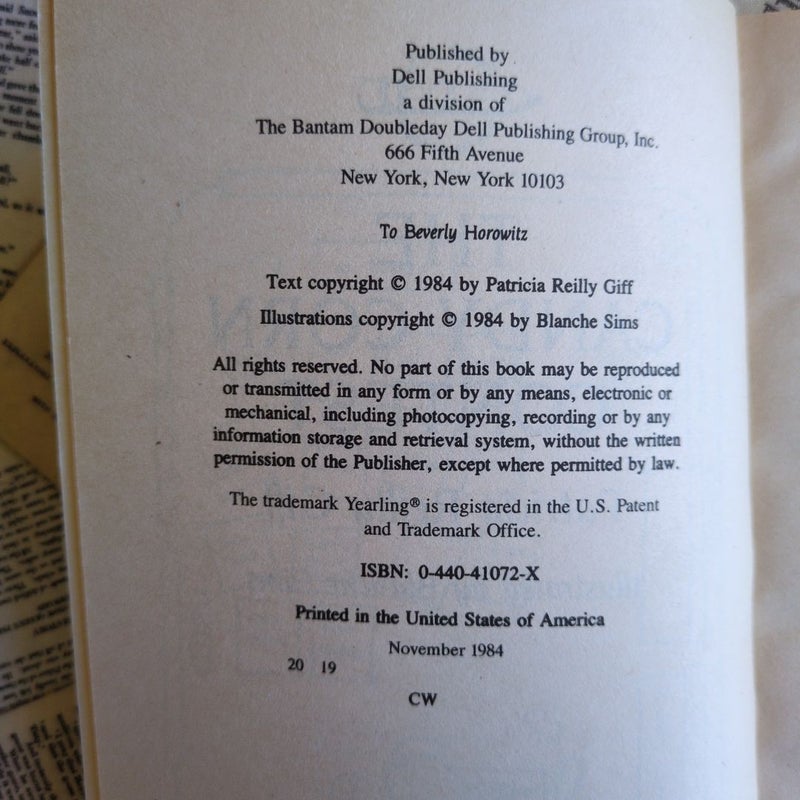 Published by
Dell Publishing
a division of
The Bantam Doubleday Dell Publishing Group, Inc.
666 Fifth Avenue
New York, New York 10103
To Beverly Horowitz
Text copyright © 1984 by Patricia Reilly Giff
Illustrations copyright © 1984 by Blanche Sims
All rights reserved. No part of this book may be reproduced
or transmitted in any form or by any means, electronic or
mechanical, including photocopying, recording or by any
information storage and retrieval system, without the written
permission of the Publisher, except where permitted by law.
The trademark Yearling® is registered in the U.S. Patent
and Trademark Office.
ISBN: 0-440-41072-X
Printed in the United States of America
November 1984
20 19
CW